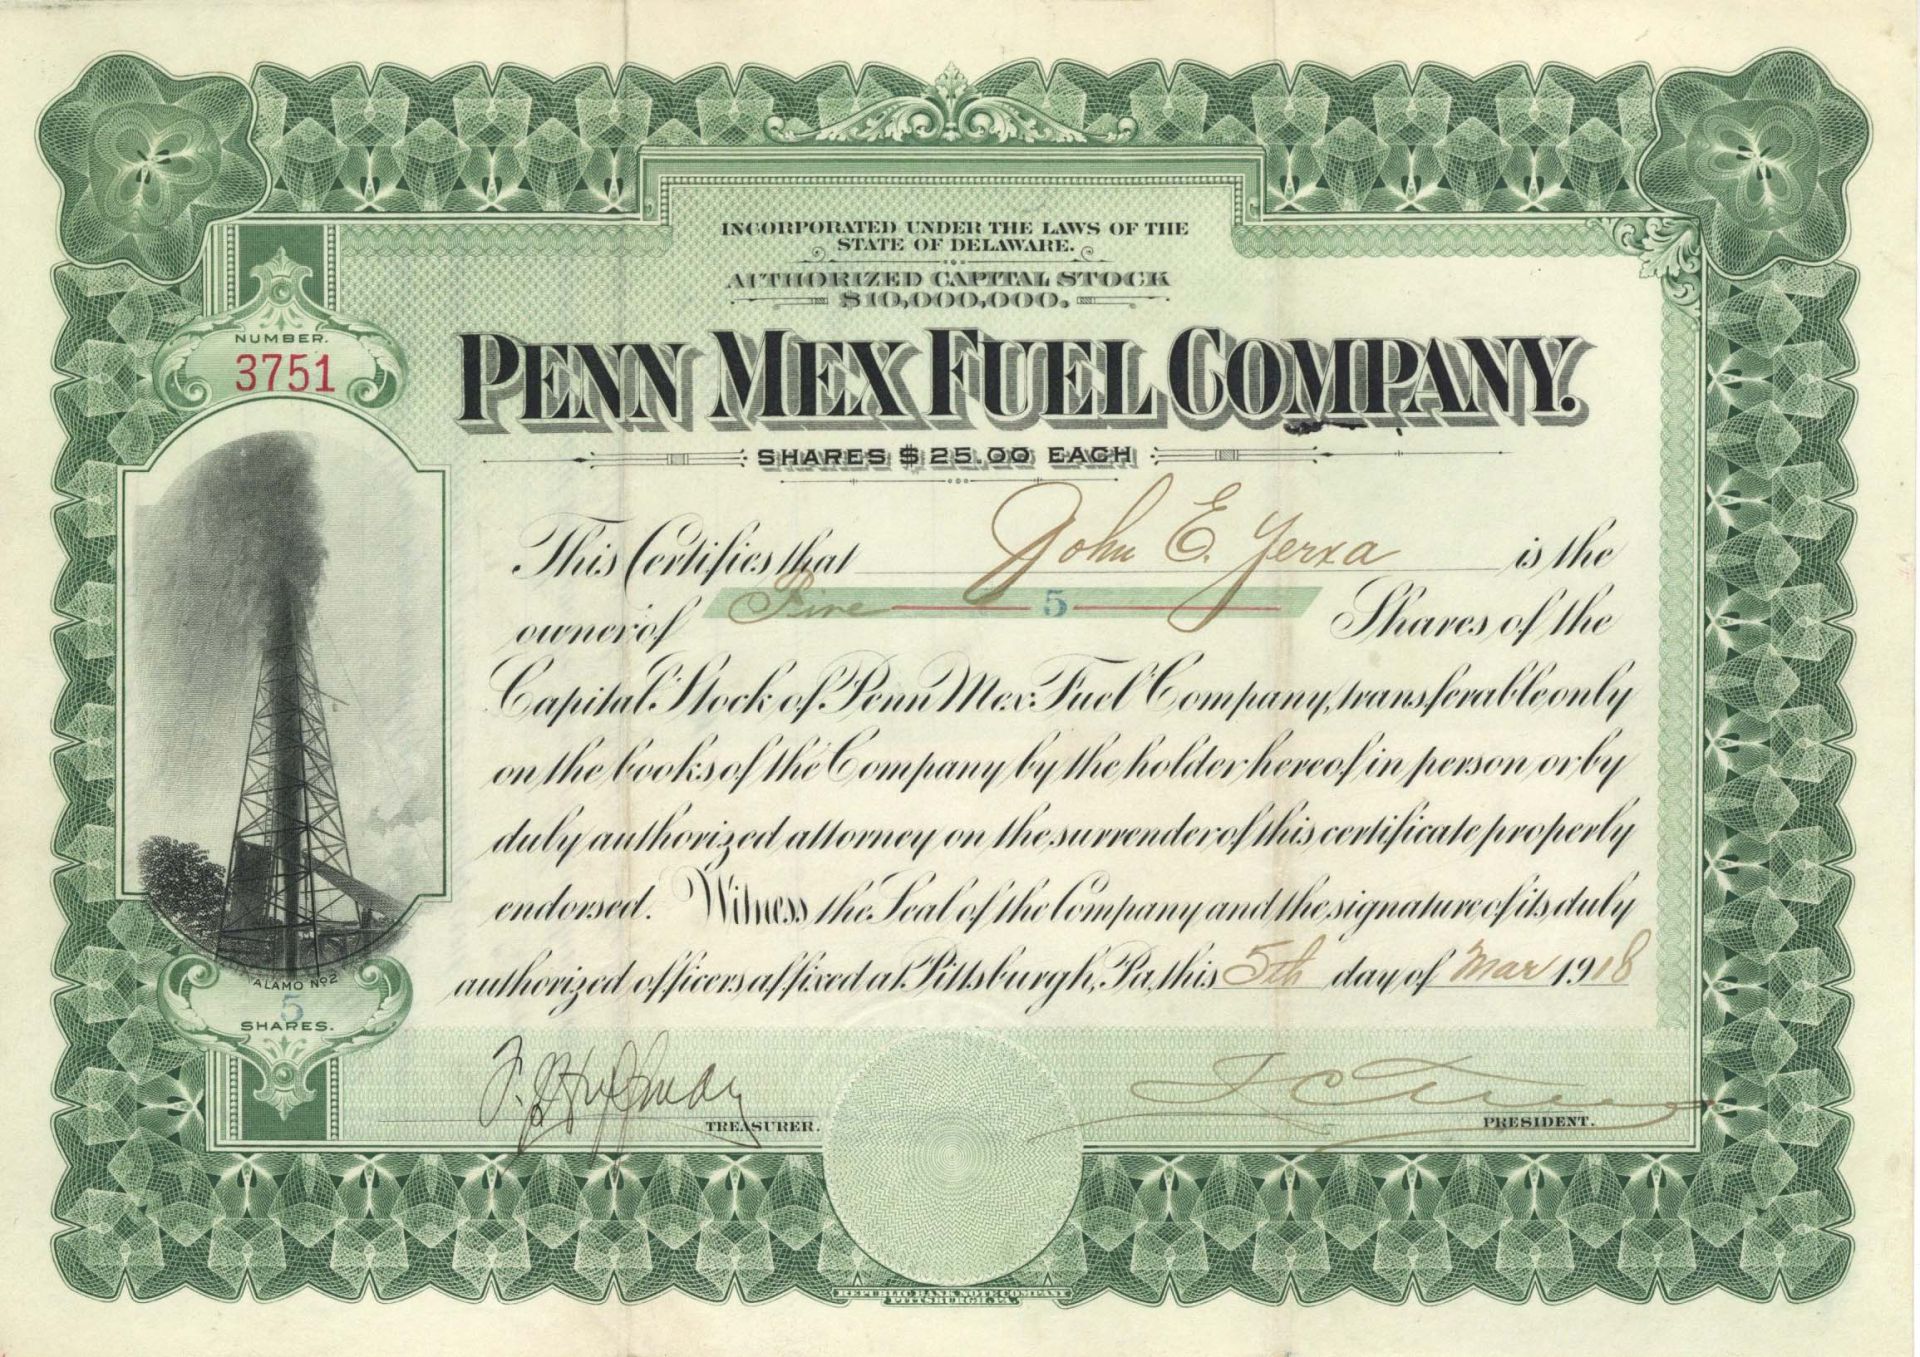 INCORPORATED UNDER THE LAWS OF THE
STATE OF DELAWARE.
AUTHORIZED CAPITAL STOCK
$10,000,000.
NUMBER.
3751
PENN MEX FUEL COMPANY.
SHARES $25.00 EACH
This Certifies that John E. Yerxa is the
owner of Five 5 Shares of the
Capital Stock of Penn Mex Fuel Company, transferable only
on the books of the Company by the holder hereof in person or by
duly authorized attorney on the surrender of this certificate properly
endorsed. Witness the Seal of the Company and the signature of its duly
authorized officers affixed at Pittsburgh, Pa, this 5th day of Mar 1918
ALAMO No2
5
SHARES.
TREASURER.
PRESIDENT.
REPUBLIC BANK NOTE COMPANY
PITTSBURGH, PA.